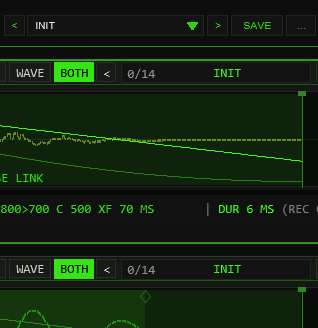 < INIT > SAVE ...
WAVE BOTH < 0/14 INIT
E LINK
800>700 C 500 XF 70 MS | DUR 6 MS (REC
WAVE BOTH < 0/14 INIT